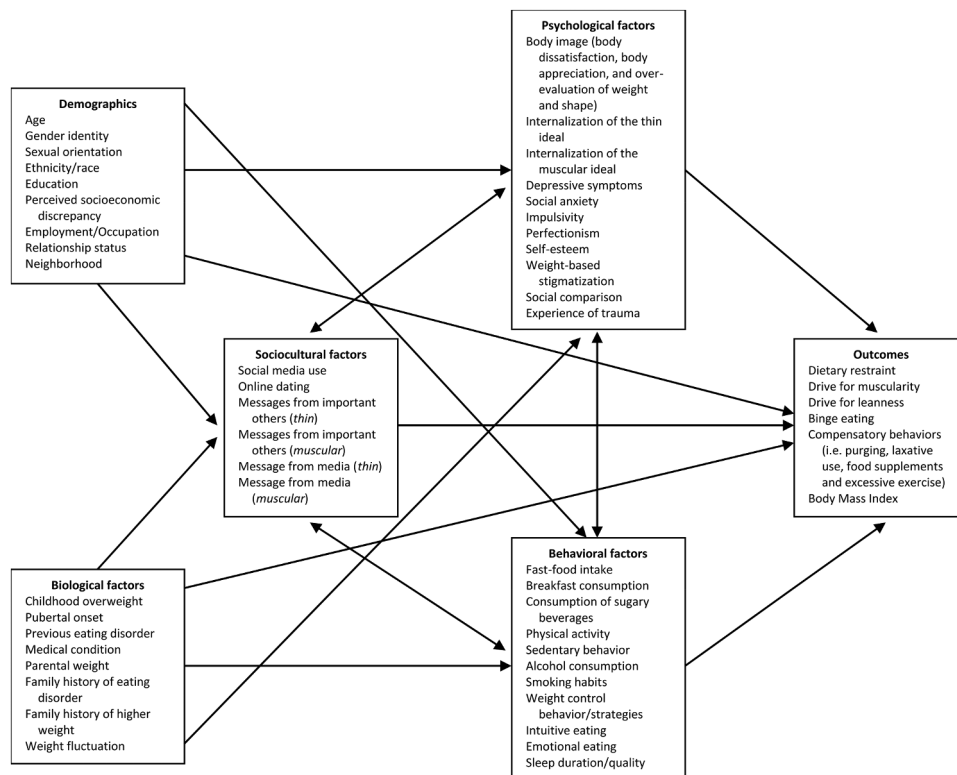 Psychological factors
Body image (body
dissatisfaction, body
appreciation, and over-
evaluation of weight
and shape)
Internalization of the thin
ideal
Internalization of the
muscular ideal
Depressive symptoms
Social anxiety
Impulsivity
Perfectionism
Self-esteem
Weight-based
stigmatization
Social comparison
Experience of trauma
Demographics
Age
Gender identity
Sexual orientation
Ethnicity/race
Education
Perceived socioeconomic
discrepancy
Employment/Occupation
Relationship status
Neighborhood
Sociocultural factors
Social media use
Online dating
Messages from important
others (thin)
Messages from important
others (muscular)
Message from media (thin)
Message from media
(muscular)
Outcomes
Dietary restraint
Drive for muscularity
Drive for leanness
Binge eating
Compensatory behaviors
(i.e. purging, laxative
use, food supplements
and excessive exercise)
Body Mass Index
Biological factors
Childhood overweight
Pubertal onset
Previous eating disorder
Medical condition
Parental weight
Family history of eating
disorder
Family history of higher
weight
Weight fluctuation
Behavioral factors
Fast-food intake
Breakfast consumption
Consumption of sugary
beverages
Physical activity
Sedentary behavior
Alcohol consumption
Smoking habits
Weight control
behavior/strategies
Intuitive eating
Emotional eating
Sleep duration/quality